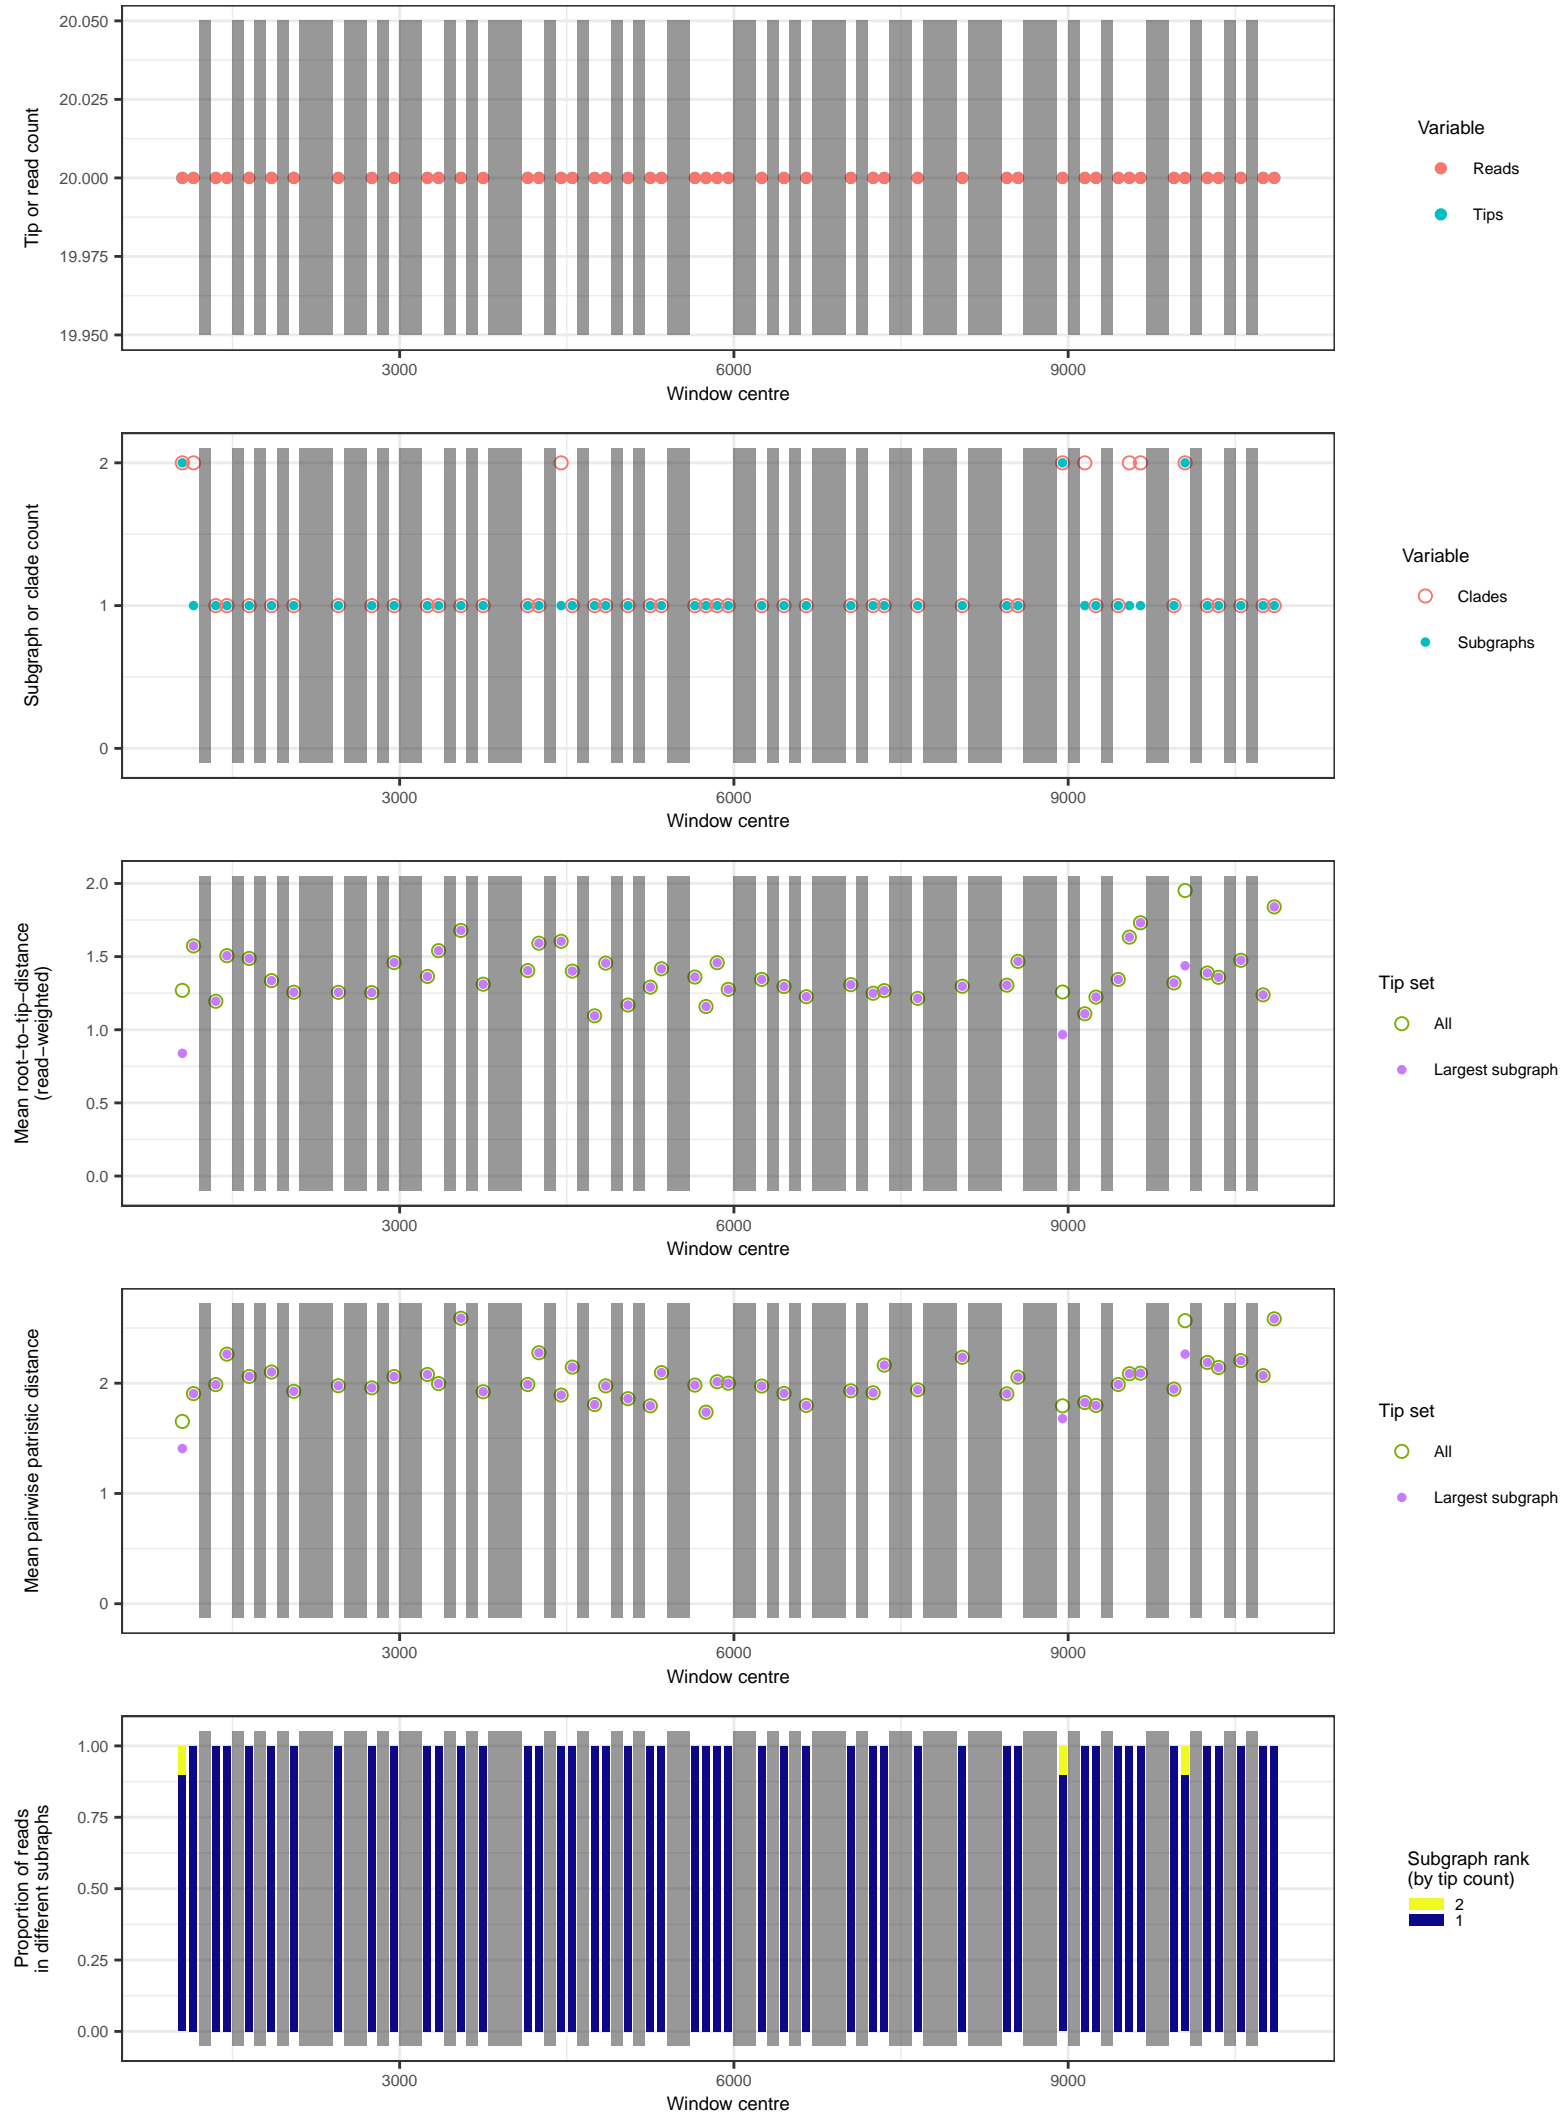 20.050
20.025
20.000
19.975
19.950
Tip or read count
3000
6000
9000
Window centre
Variable
Reads
Tips
2
1
0
Subgraph or clade count
3000
6000
9000
Window centre
Variable
Clades
Subgraphs
2.0
1.5
1.0
0.5
0.0
Mean root−to−tip−distance
(read−weighted)
3000
6000
9000
Window centre
Tip set
All
Largest subgraph
2
1
0
Mean pairwise patristic distance
3000
6000
9000
Window centre
Tip set
All
Largest subgraph
1.00
0.75
0.50
0.25
0.00
Proportion of reads
in different subraphs
3000
6000
9000
Window centre
Subgraph rank
(by tip count)
2
1